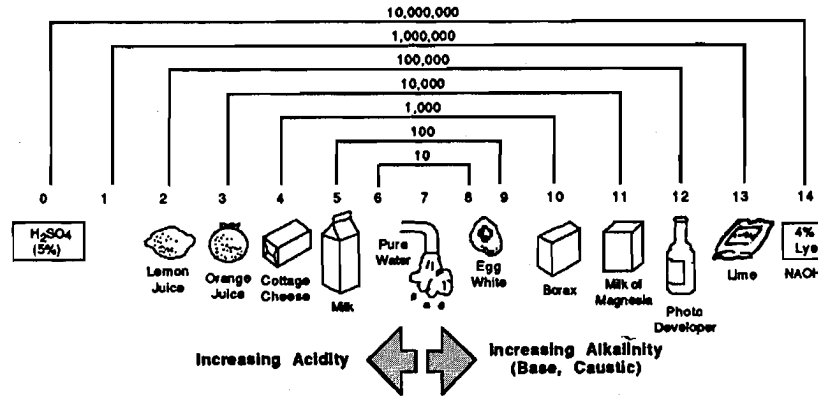 10,000,000
1,000,000
100,000
10,000
1,000
100
10
0 1 2 3 4 5 6 7 8 9 10 11 12 13 14
H2SO4
(5%)
Lemon
Juice
Orange
Juice
Cottage
Cheese
Milk
Pure
Water
Egg
White
Borax
Milk of
Magnesia
Photo
Developer
Lime
4%
Lye
NAOH
Increasing Acidity
Increasing Alkalinity
(Base, Caustic)